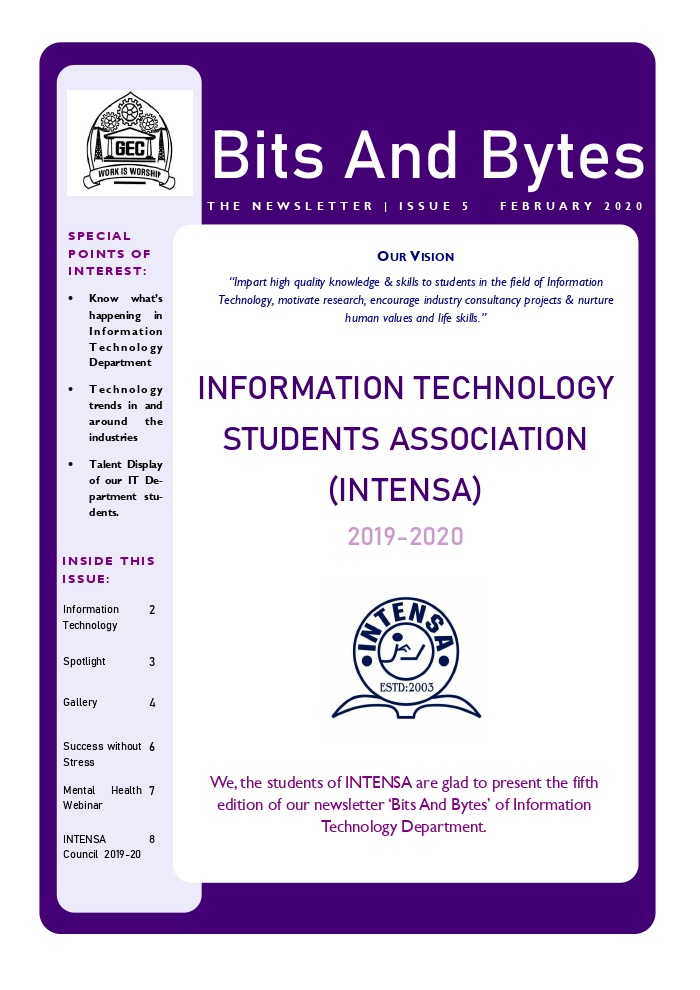 GEC
WORK IS WORSHIP
Bits And Bytes
THE NEWSLETTER | ISSUE 5 FEBRUARY 2020
SPECIAL
POINTS OF
INTEREST:
• Know what's
happening in
Information
Technology
Department
• Technology
trends in and
around the
industries
• Talent Display
of our IT De-
partment stu-
dents.
INSIDE THIS
ISSUE:
Information 2
Technology
Spotlight 3
Gallery 4
Success without 6
Stress
Mental Health 7
Webinar
INTENSA 8
Council 2019-20
OUR VISION
“Impart high quality knowledge & skills to students in the field of Information
Technology, motivate research, encourage industry consultancy projects & nurture
human values and life skills.”
INFORMATION TECHNOLOGY
STUDENTS ASSOCIATION
(INTENSA)
2019-2020
INTENSA
ESTD:2003
We, the students of INTENSA are glad to present the fifth
edition of our newsletter ‘Bits And Bytes’ of Information
Technology Department.